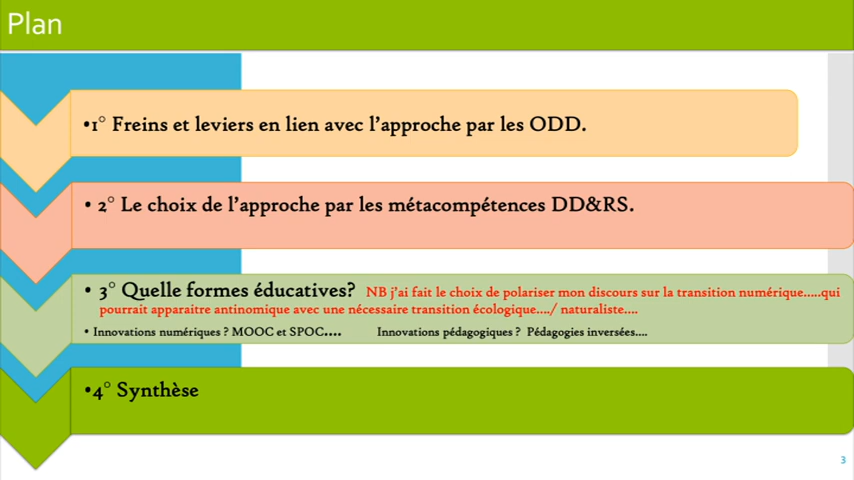 Plan
•1° Freins et leviers en lien avec l'approche par les ODD.
• 2° Le choix de l'approche par les métacompétences DD&RS.
• 3° Quelle formes éducatives? NB j'ai fait le choix de polariser mon discours sur la transition numérique.....qui
pourrait apparaitre antinomique avec une nécessaire transition écologique..../ naturaliste....
• Innovations numériques ? MOOC et SPOC.... Innovations pédagogiques ? Pédagogies inversées....
•4° Synthèse
3